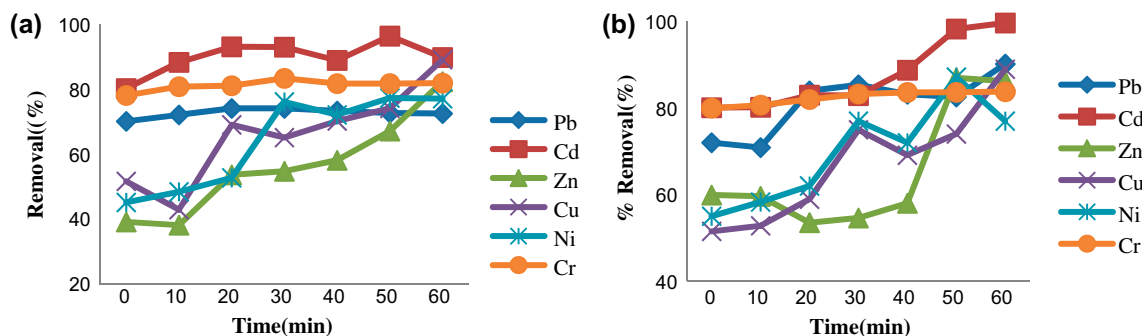 (a)
100
80
60
40
20
Removal((%)
0 10 20 30 40 50 60
Time(min)
Pb
Cd
Zn
Cu
Ni
Cr
(b)
100
80
60
40
% Removal(%)
0 10 20 30 40 50 60
Time(min)
Pb
Cd
Zn
Cu
Ni
Cr